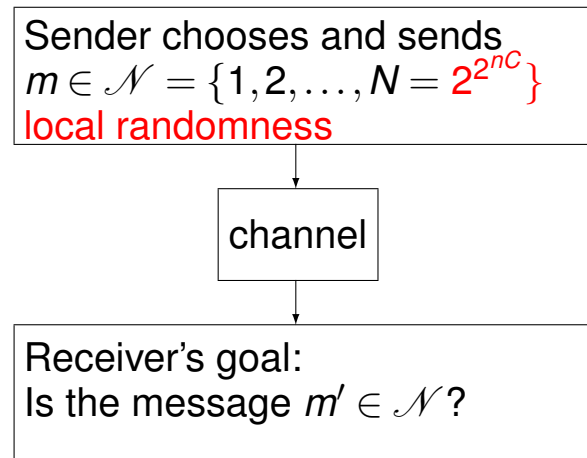 Sender chooses and sends
m ∈ 𝒩 = {1, 2, . . . , N = 2^{2^{nC}}}
local randomness
channel
Receiver's goal:
Is the message m′ ∈ 𝒩 ?